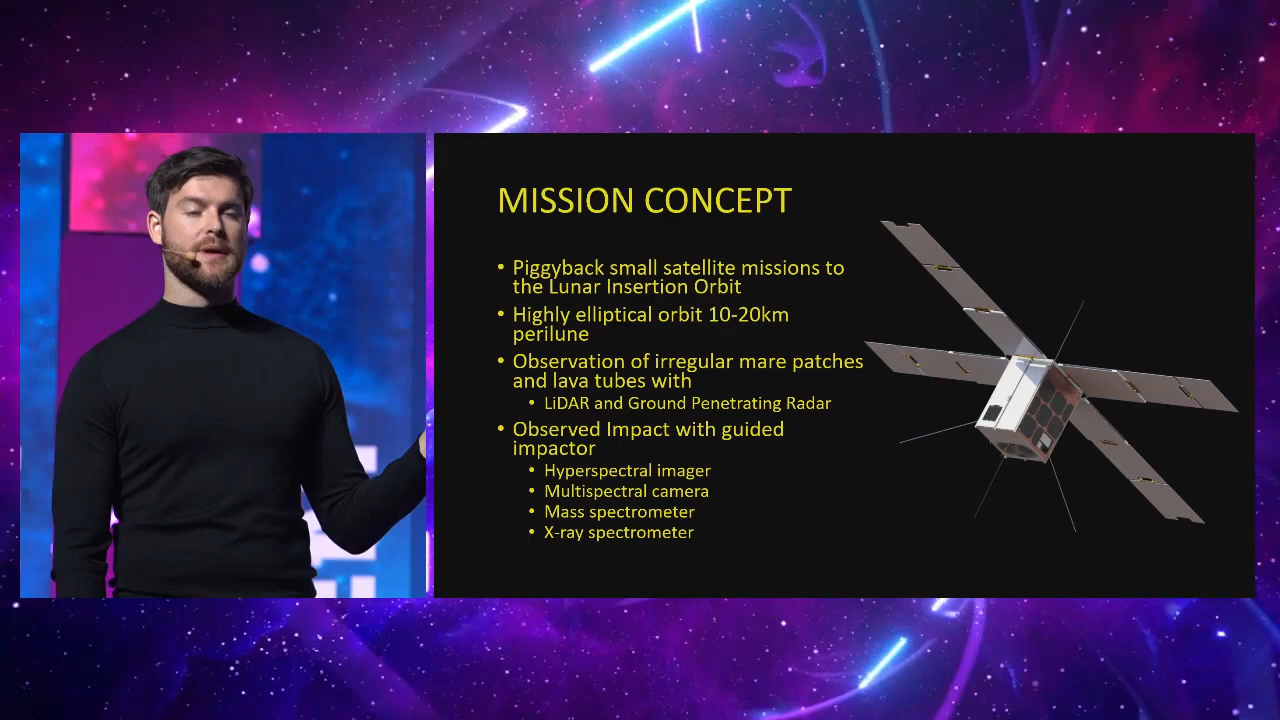 MISSION CONCEPT
• Piggyback small satellite missions to
the Lunar Insertion Orbit
• Highly elliptical orbit 10-20km
perilune
• Observation of irregular mare patches
and lava tubes with
• LiDAR and Ground Penetrating Radar
• Observed Impact with guided
impactor
• Hyperspectral imager
• Multispectral camera
• Mass spectrometer
• X-ray spectrometer